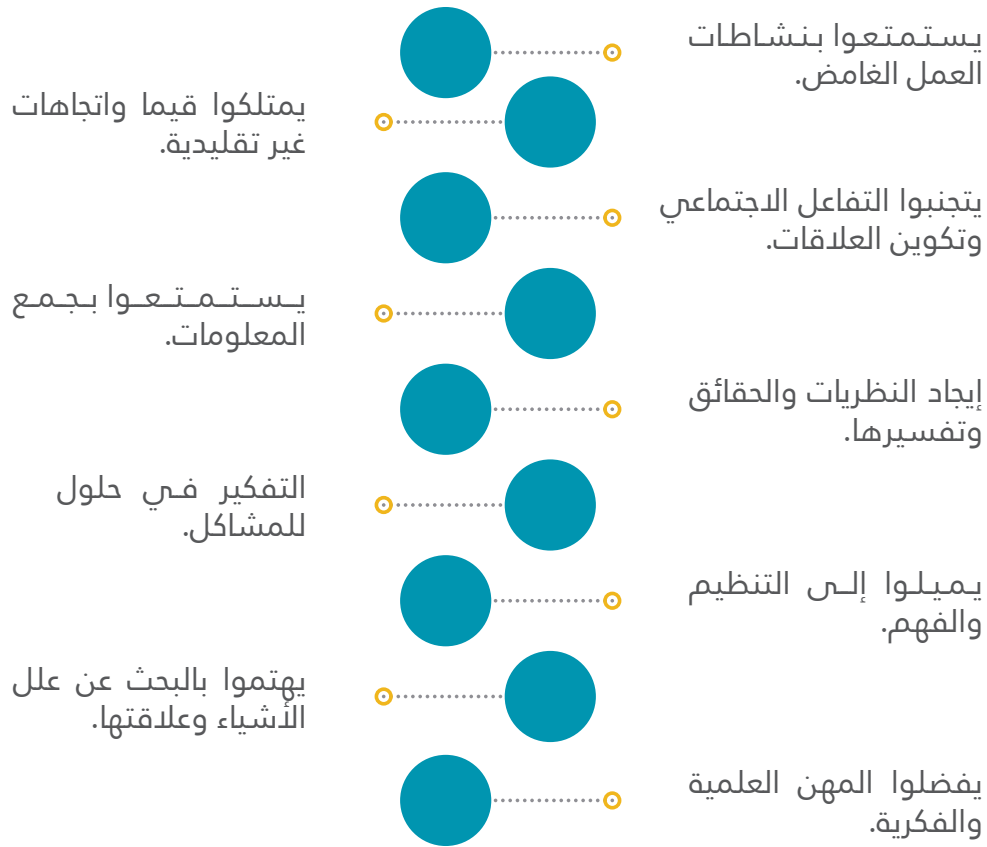 يستمتعوا بنشاطات
العمل الغامض.
يمتلكوا قيما واتجاهات
غير تقليدية.
يتجنبوا التفاعل الاجتماعي
وتكوين العلاقات.
يستمتعوا بجمع
المعلومات.
إيجاد النظريات والحقائق
وتفسيرها.
التفكير في حلول
للمشاكل.
يميلوا إلى التنظيم
والفهم.
يهتموا بالبحث عن علل
الأشياء وعلاقتها.
يفضلوا المهن العلمية
والفكرية.